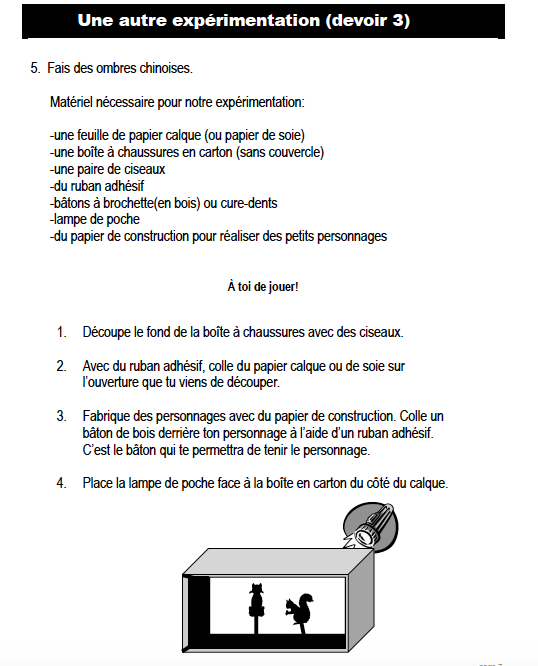 Une autre expérimentation (devoir 3)
5. Fais des ombres chinoises.
Matériel nécessaire pour notre expérimentation:
-une feuille de papier calque (ou papier de soie)
-une boîte à chaussures en carton (sans couvercle)
-une paire de ciseaux
-du ruban adhésif
-bâtons à brochette(en bois) ou cure-dents
-lampe de poche
-du papier de construction pour réaliser des petits personnages
À toi de jouer!
1. Découpe le fond de la boîte à chaussures avec des ciseaux.
2. Avec du ruban adhésif, colle du papier calque ou de soie sur
l'ouverture que tu viens de découper.
3. Fabrique des personnages avec du papier de construction. Colle un
bâton de bois derrière ton personnage à l'aide d'un ruban adhésif.
C'est le bâton qui te permettra de tenir le personnage.
4. Place la lampe de poche face à la boîte en carton du côté du calque.